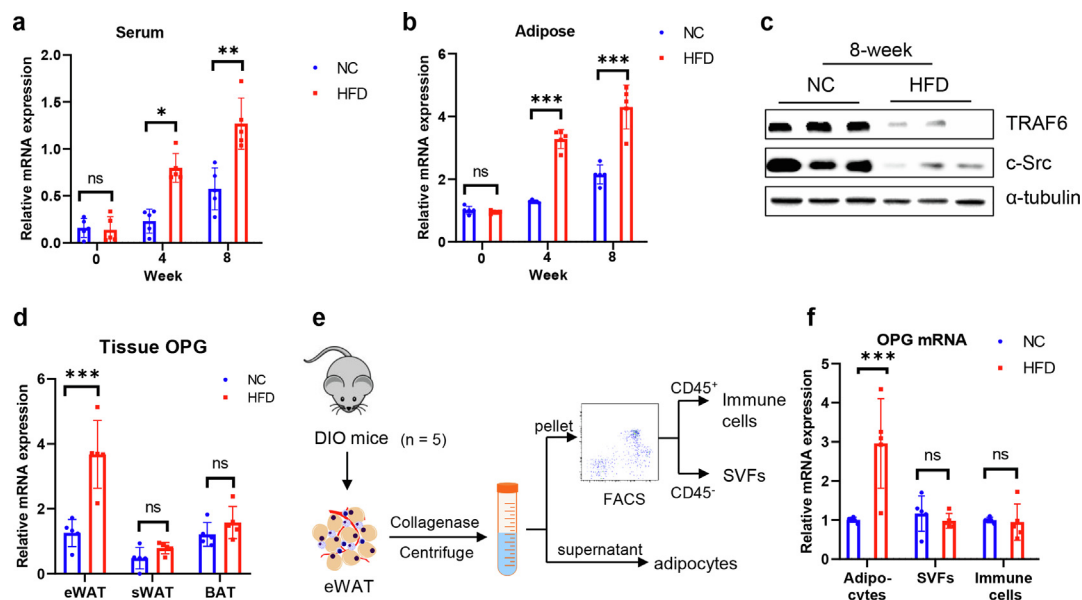 a
Serum
Relative mRNA expression
2.0
1.5
1.0
0.5
0.0
ns
*
**
0
4
8
Week
NC
HFD
b
Adipose
Relative mRNA expression
6
4
2
0
ns
***
***
0
4
8
Week
NC
HFD
c
8-week
NC
HFD
TRAF6
c-Src
α-tubulin
d
Tissue OPG
Relative mRNA expression
6
4
2
0
***
ns
ns
eWAT
sWAT
BAT
NC
HFD
e
DIO mice (n = 5)
eWAT
Collagenase
Centrifuge
pellet
supernatant
FACS
CD45+
Immune
cells
CD45-
SVFs
adipocytes
f
OPG mRNA
Relative mRNA expression
5
4
3
2
1
0
***
ns
ns
Adipo-
cytes
SVFs
Immune
cells
NC
HFD